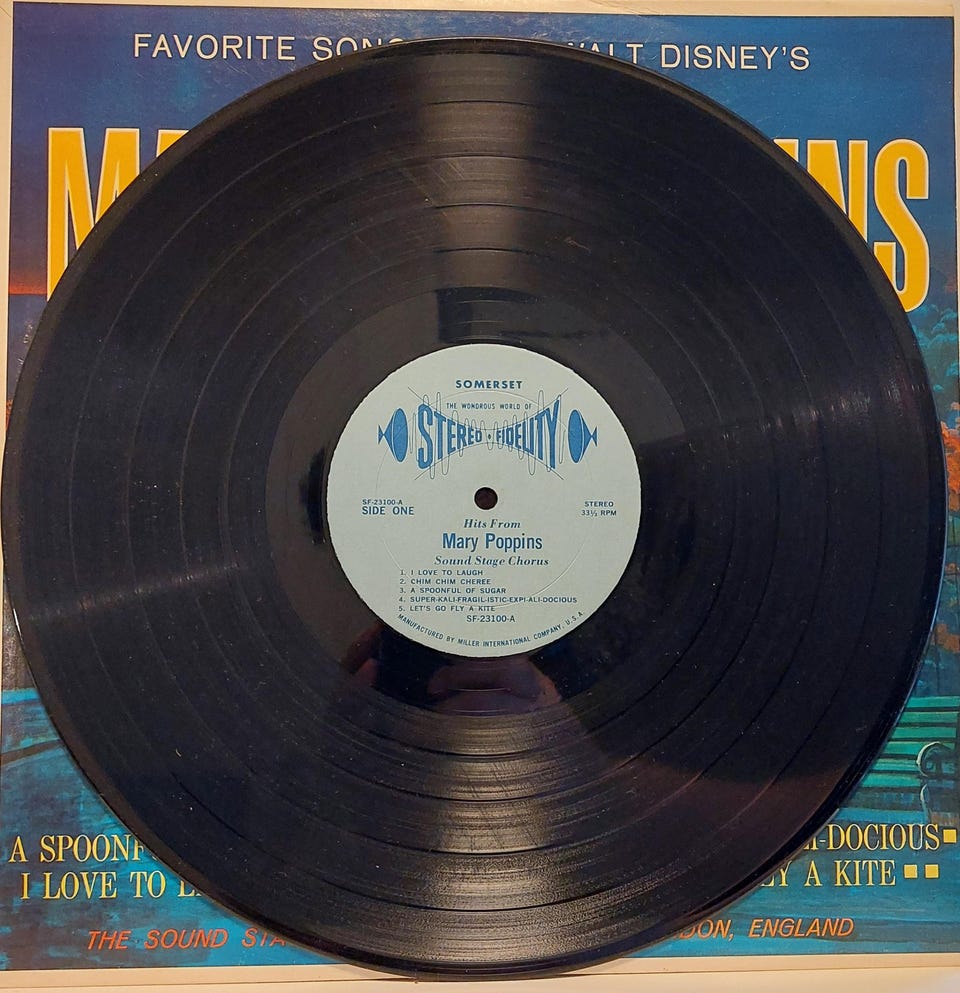 FAVORITE SON WALT DISNEY'S
M INS
SOMERSET
THE WONDROUS WORLD OF
STEREO • FIDELITY
SF-23100-A
SIDE ONE
STEREO
33⅓ RPM
Hits From
Mary Poppins
Sound Stage Chorus
1. I LOVE TO LAUGH
2. CHIM CHIM CHEREE
3. A SPOONFUL OF SUGAR
4. SUPER-KALI-FRAGIL-ISTIC-EXPI-ALI-DOCIOUS
5. LET'S GO FLY A KITE
SF-23100-A
MANUFACTURED BY MILLER INTERNATIONAL COMPANY, U.S.A.
A SPOONF LI-DOCIOUS■
I LOVE TO L LY A KITE ■■
THE SOUND STA DON, ENGLAND